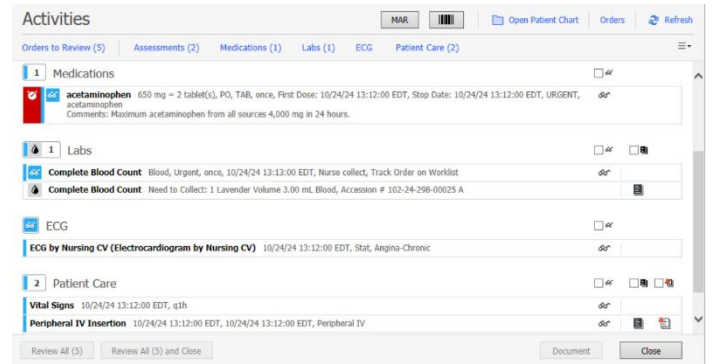 Activities
MAR
Open Patient Chart
Orders
Refresh
Orders to Review (5)
Assessments (2)
Medications (1)
Labs (1)
ECG
Patient Care (2)
1 Medications
acetaminophen 650 mg = 2 tablet(s), PO, TAB, once, First Dose: 10/24/24 13:12:00 EDT, Stop Date: 10/24/24 13:12:00 EDT, URGENT,
acetaminophen
Comments: Maximum acetaminophen from all sources 4,000 mg in 24 hours.
1 Labs
Complete Blood Count Blood, Urgent, once, 10/24/24 13:13:00 EDT, Nurse collect, Track Order on Worklist
Complete Blood Count Need to Collect: 1 Lavender Volume 3.00 mL Blood, Accession # 102-24-298-00025 A
ECG
ECG by Nursing CV (Electrocardiogram by Nursing CV) 10/24/24 13:12:00 EDT, Stat, Angina-Chronic
2 Patient Care
Vital Signs 10/24/24 13:12:00 EDT, q1h
Peripheral IV Insertion 10/24/24 13:12:00 EDT, 10/24/24 13:12:00 EDT, Peripheral IV
Review All (5)
Review All (5) and Close
Document
Close